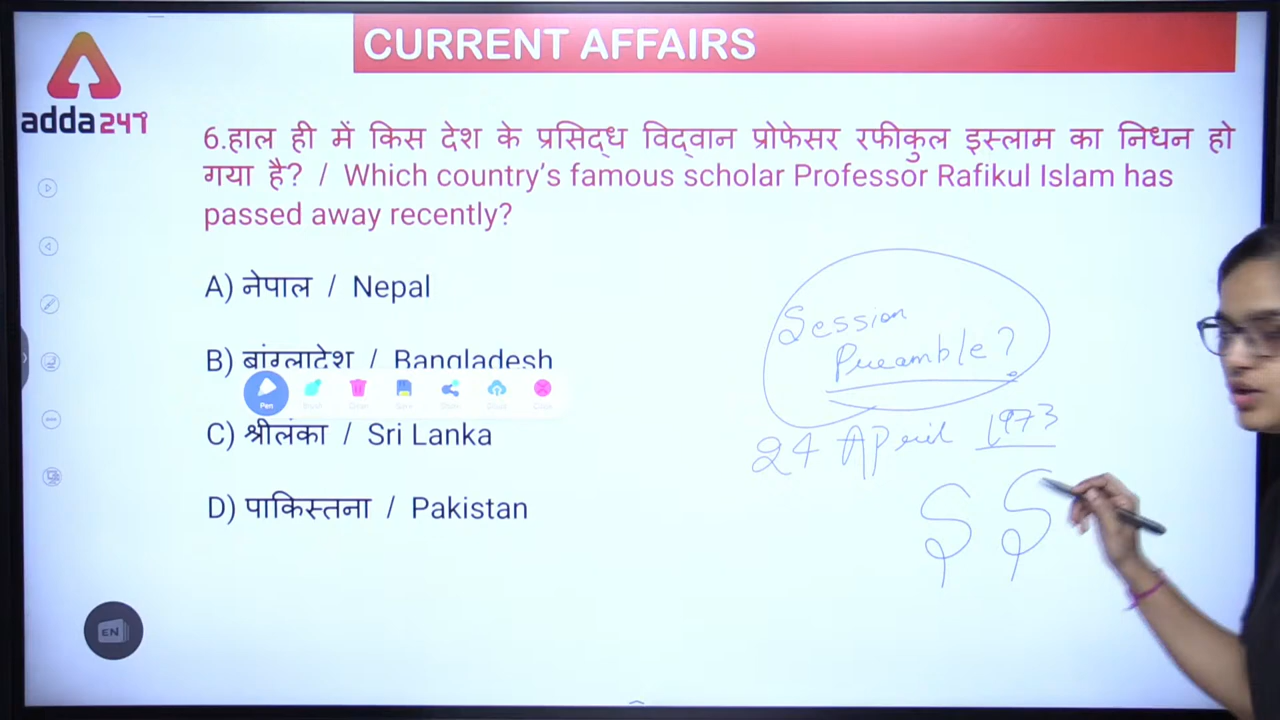 CURRENT AFFAIRS
adda247
6.हाल ही में किस देश के प्रसिद्ध विद्वान प्रोफेसर रफीकुल इस्लाम का निधन हो
गया है? / Which country's famous scholar Professor Rafikul Islam has
passed away recently?
A) नेपाल / Nepal
B) बांग्लादेश / Bangladesh
C) श्रीलंका / Sri Lanka
D) पाकिस्तना / Pakistan
Session
Preamble?
24 April 1973
S S
Pen
EN